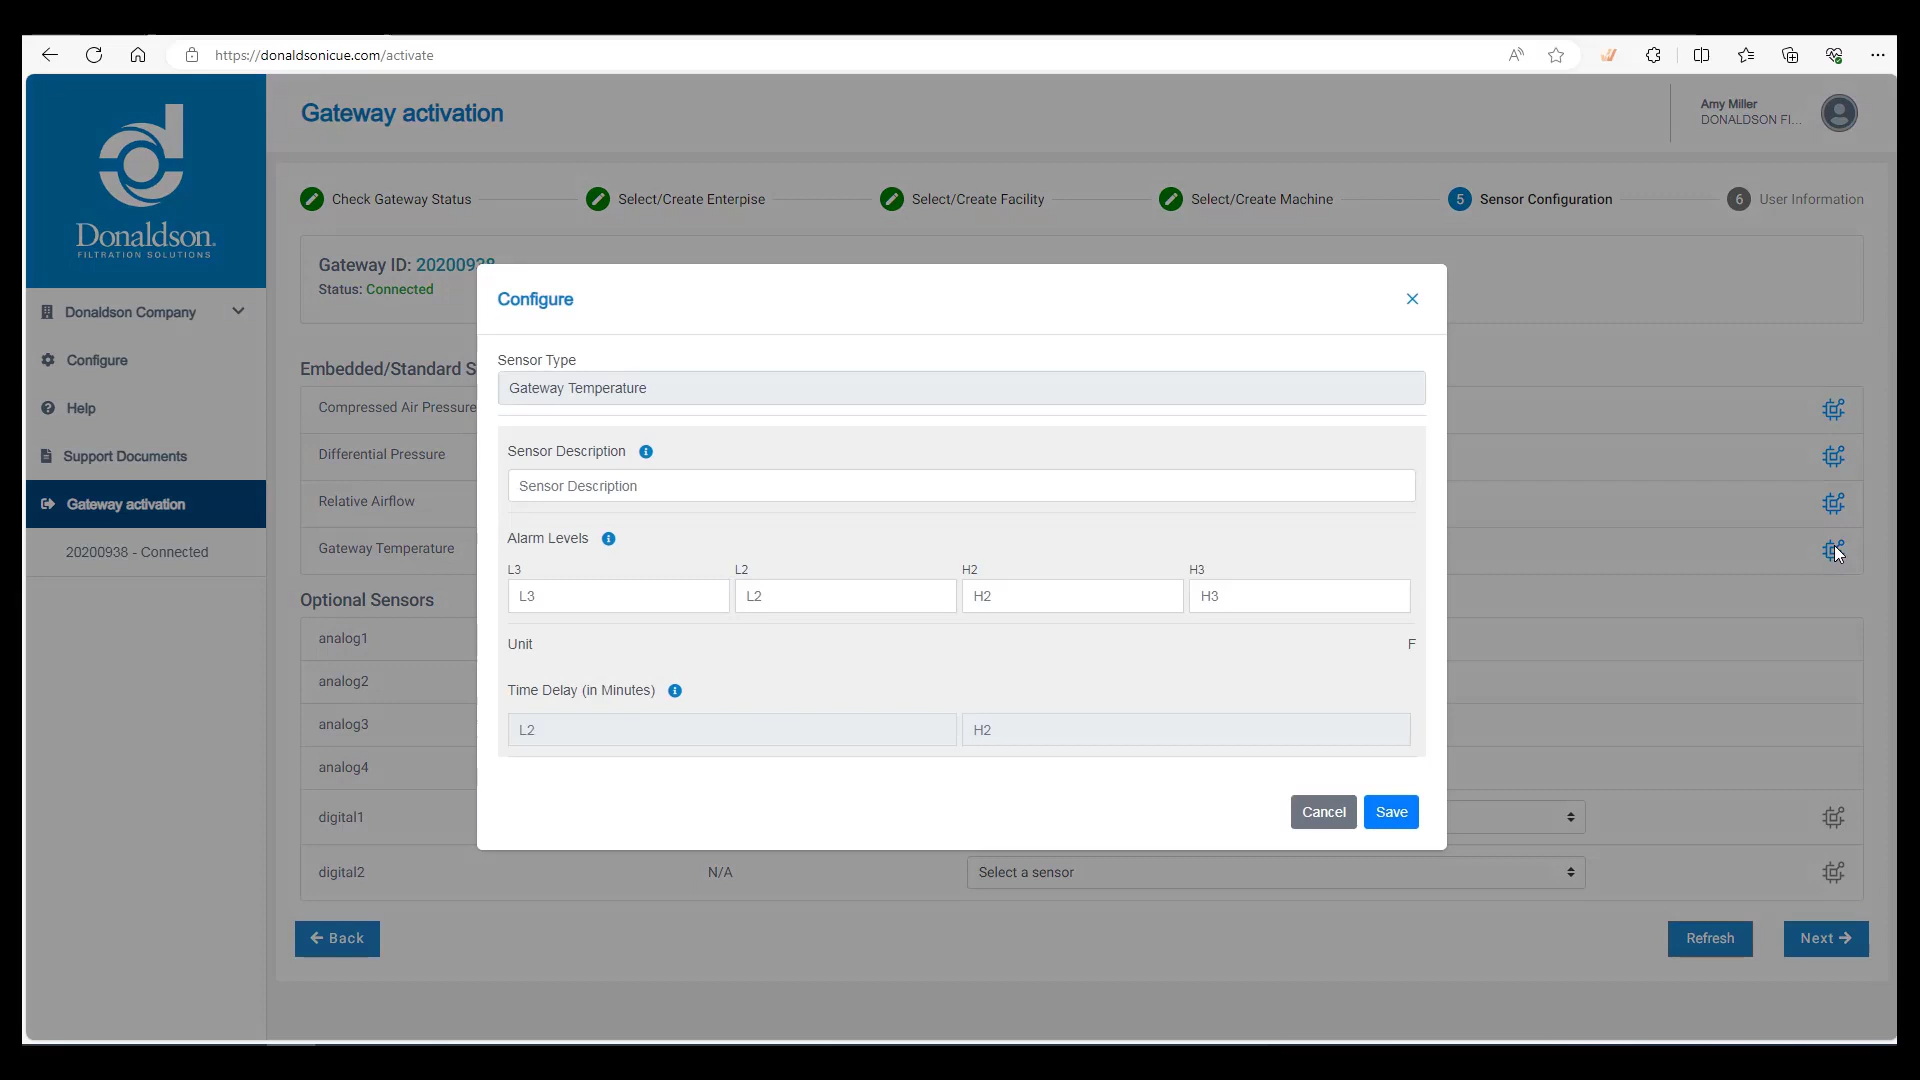 https://donaldsonicue.com/activate
Donaldson.
FILTRATION SOLUTIONS
Gateway activation
Amy Miller
DONALDSON FI...
Check Gateway Status
Select/Create Enterpise
Select/Create Facility
Select/Create Machine
5 Sensor Configuration
6 User Information
Donaldson Company
Configure
Help
Support Documents
Gateway activation
20200938 - Connected
Gateway ID: 20200938
Status: Connected
Embedded/Standard S
Compressed Air Pressure
Differential Pressure
Relative Airflow
Gateway Temperature
Optional Sensors
analog1
analog2
analog3
analog4
digital1
digital2 N/A Select a sensor
Configure
Sensor Type
Gateway Temperature
Sensor Description
Sensor Description
Alarm Levels
L3 L2 H2 H3
L3 L2 H2 H3
Unit F
Time Delay (in Minutes)
L2 H2
Cancel Save
Back Refresh Next